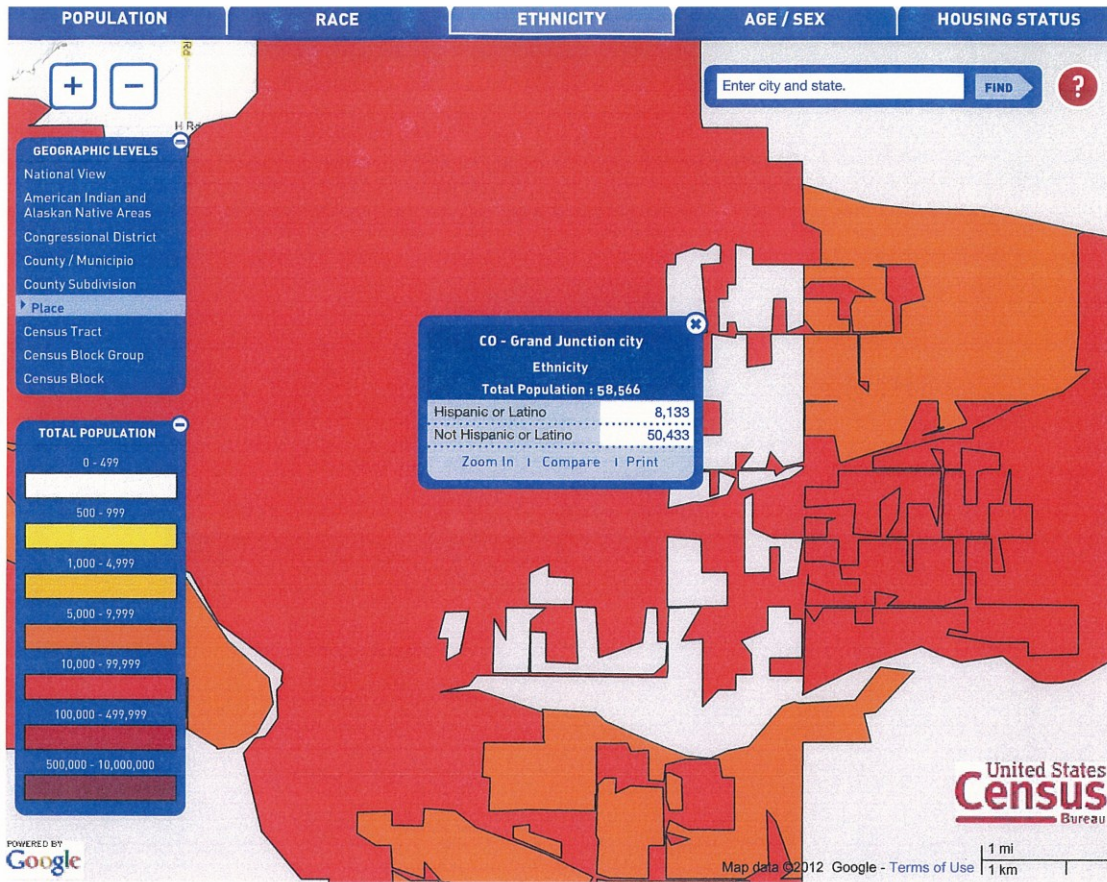 POPULATION
RACE
ETHNICITY
AGE / SEX
HOUSING STATUS
+
−
Enter city and state.
FIND
?
Rd
H Rd
GEOGRAPHIC LEVELS
National View
American Indian and
Alaskan Native Areas
Congressional District
County / Municipio
County Subdivision
Place
Census Tract
Census Block Group
Census Block
CO - Grand Junction city
Ethnicity
Total Population : 58,566
Hispanic or Latino 8,133
Not Hispanic or Latino 50,433
Zoom In | Compare | Print
TOTAL POPULATION
0 - 499
500 - 999
1,000 - 4,999
5,000 - 9,999
10,000 - 99,999
100,000 - 499,999
500,000 - 10,000,000
United States
Census
Bureau
POWERED BY
Google
Map data ©2012 Google - Terms of Use
1 mi
1 km